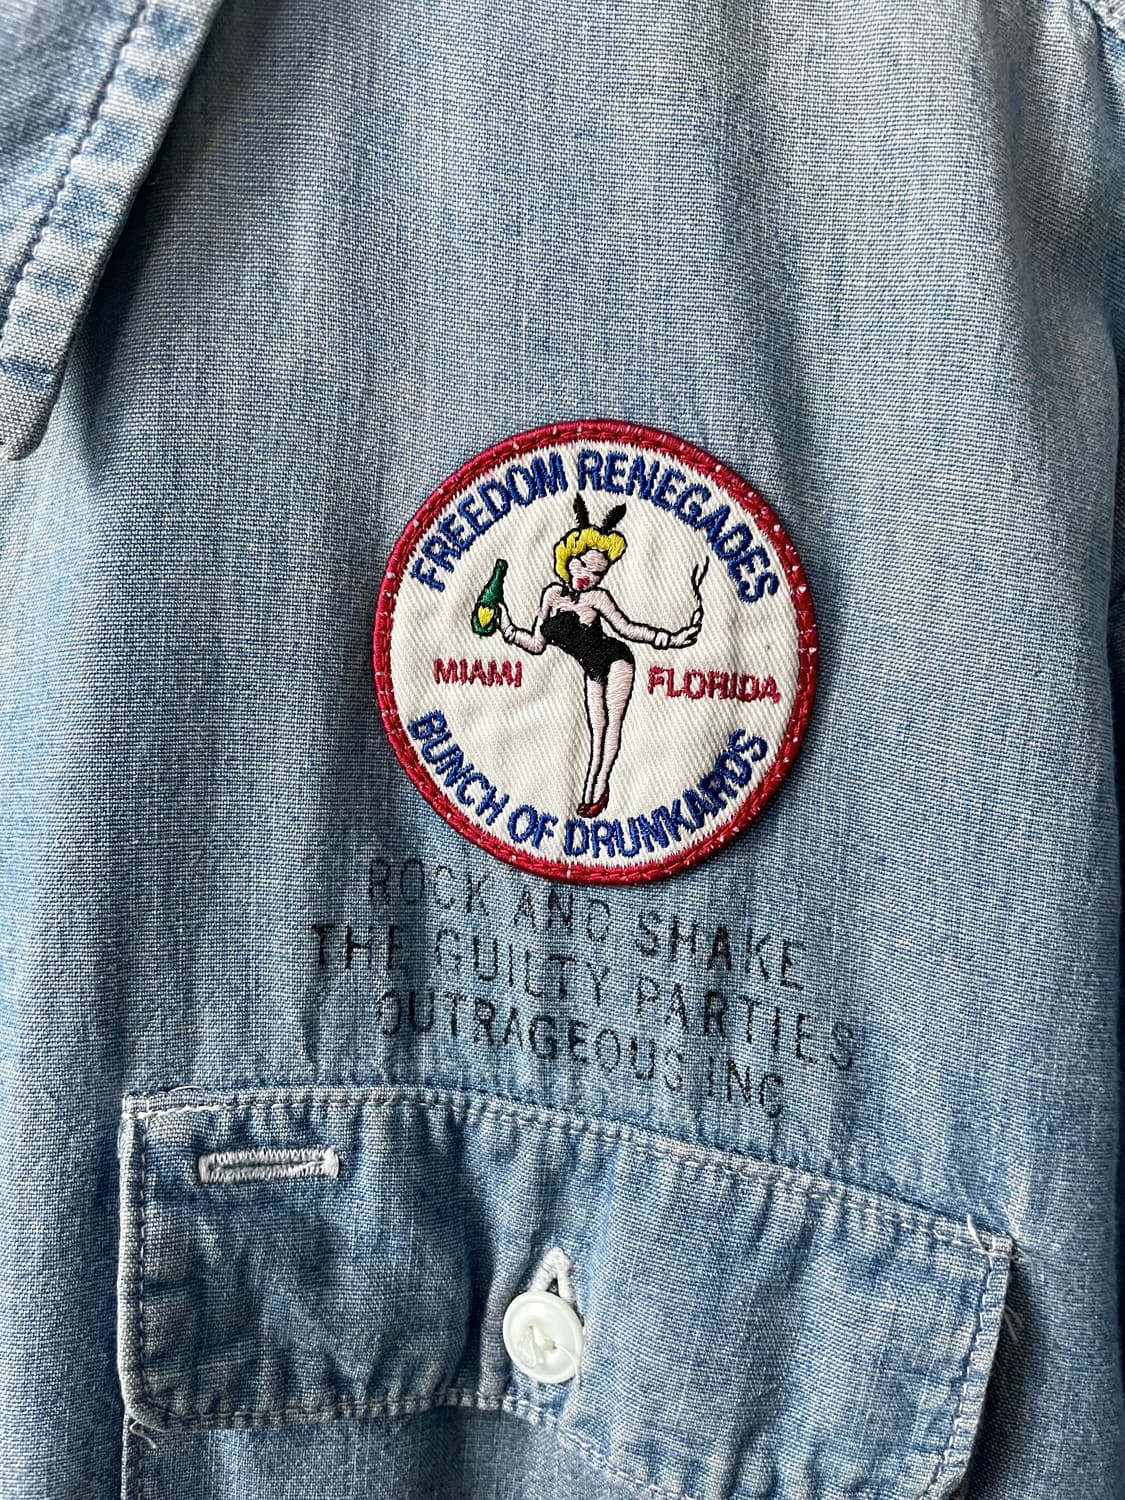 FREEDOM RENEGADES
MIAMI FLORIDA
BUNCH OF DRUNKARDS
ROCK AND SHAKE
THE GUILTY PARTIES
OUTRAGEOUS INC